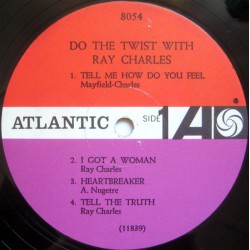 8054
DO THE TWIST WITH
RAY CHARLES
1. TELL ME HOW DO YOU FEEL
Mayfield-Charles
ATLANTIC SIDE 1 A
2. I GOT A WOMAN
Ray Charles
3. HEARTBREAKER
A. Nugetre
4. TELL THE TRUTH
Ray Charles
(11839)